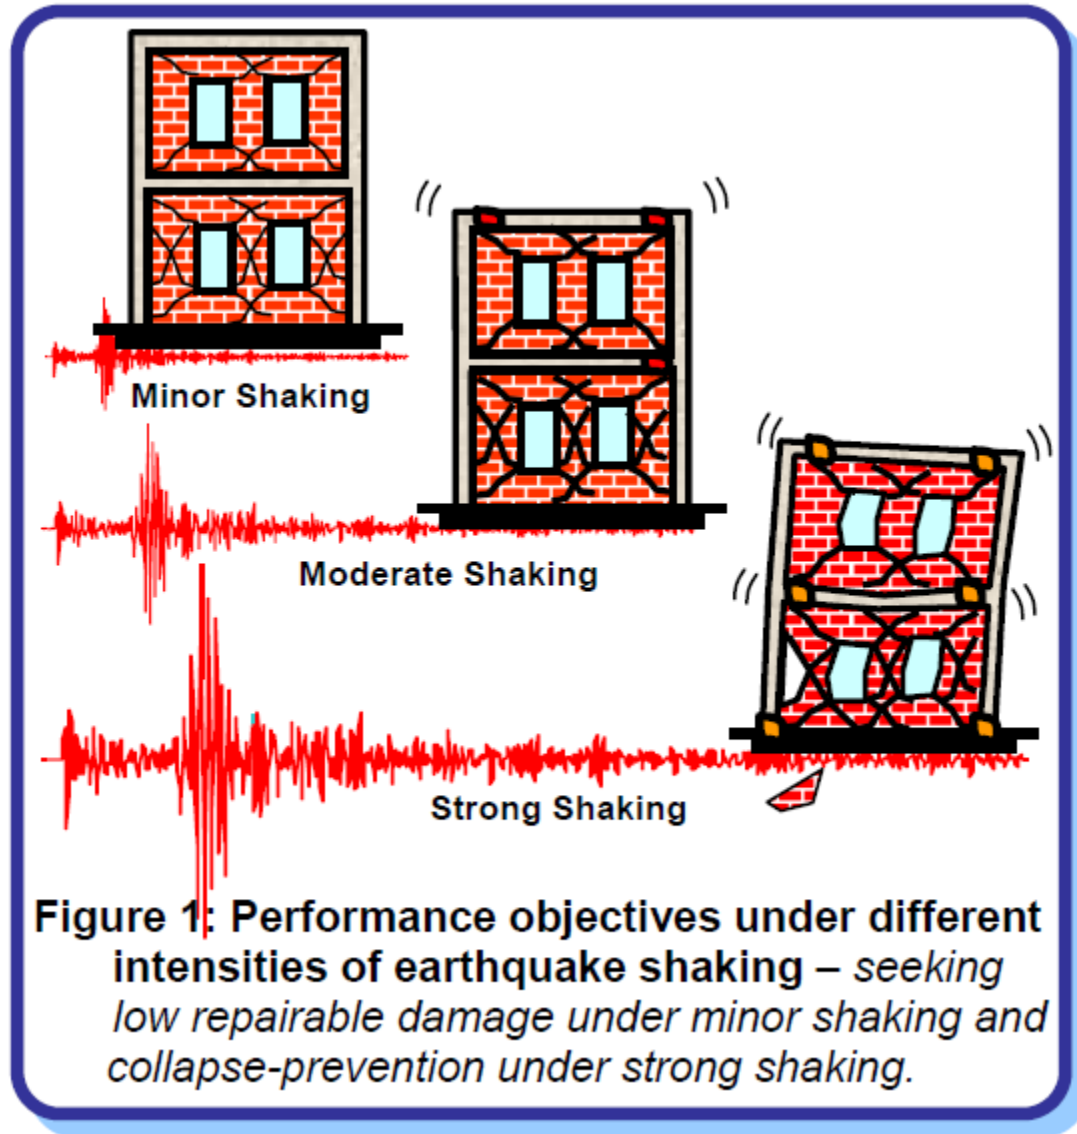 Minor Shaking
Moderate Shaking
Strong Shaking
Figure 1: Performance objectives under different
intensities of earthquake shaking – seeking
low repairable damage under minor shaking and
collapse-prevention under strong shaking.